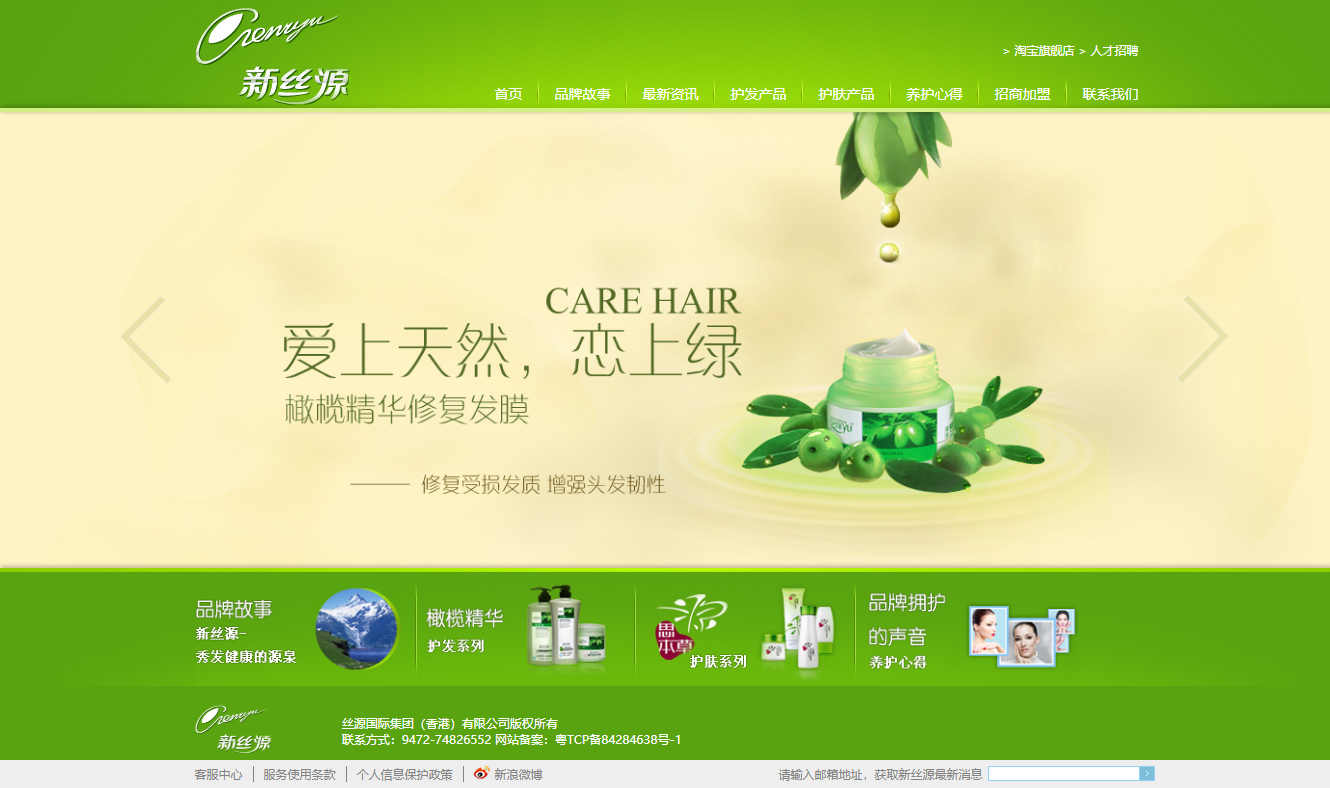 新丝源
> 淘宝旗舰店 > 人才招聘
首页 品牌故事 最新资讯 护发产品 护肤产品 养护心得 招商加盟 联系我们
CARE HAIR
爱上天然，恋上绿
橄榄精华修复发膜
修复受损发质 增强头发韧性
品牌故事
新丝源-
秀发健康的源泉
橄榄精华
护发系列
源
思
本草
护肤系列
品牌拥护
的声音
养护心得
新丝源
丝源国际集团（香港）有限公司版权所有
联系方式：9472-74826552 网站备案：粤TCP备84284638号-1
客服中心 服务使用条款 个人信息保护政策 新浪微博
请输入邮箱地址，获取新丝源最新消息